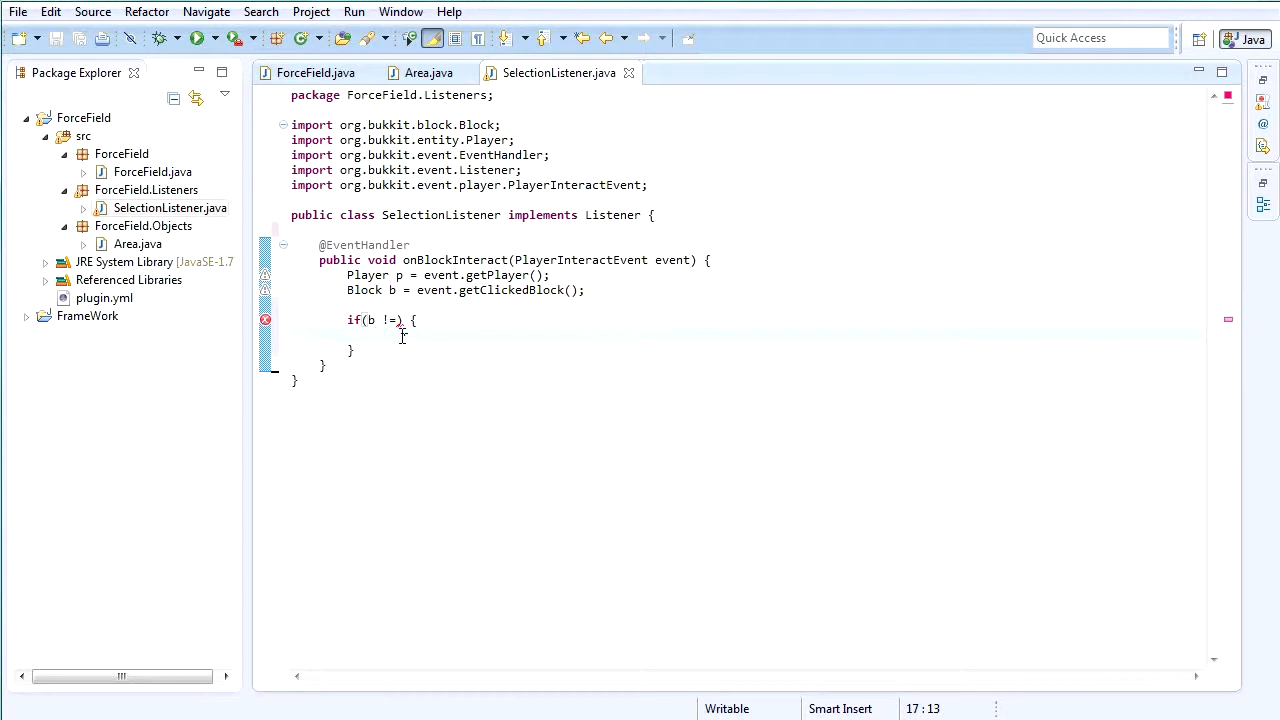 File Edit Source Refactor Navigate Search Project Run Window Help
Quick Access
Java
Package Explorer
ForceField.java Area.java SelectionListener.java
ForceField
src
ForceField
ForceField.java
ForceField.Listeners
SelectionListener.java
ForceField.Objects
Area.java
JRE System Library [JavaSE-1.7
Referenced Libraries
plugin.yml
FrameWork
package ForceField.Listeners;
import org.bukkit.block.Block;
import org.bukkit.entity.Player;
import org.bukkit.event.EventHandler;
import org.bukkit.event.Listener;
import org.bukkit.event.player.PlayerInteractEvent;
public class SelectionListener implements Listener {
@EventHandler
public void onBlockInteract(PlayerInteractEvent event) {
Player p = event.getPlayer();
Block b = event.getClickedBlock();
if(b !=) {
}
}
}
Writable Smart Insert 17 : 13